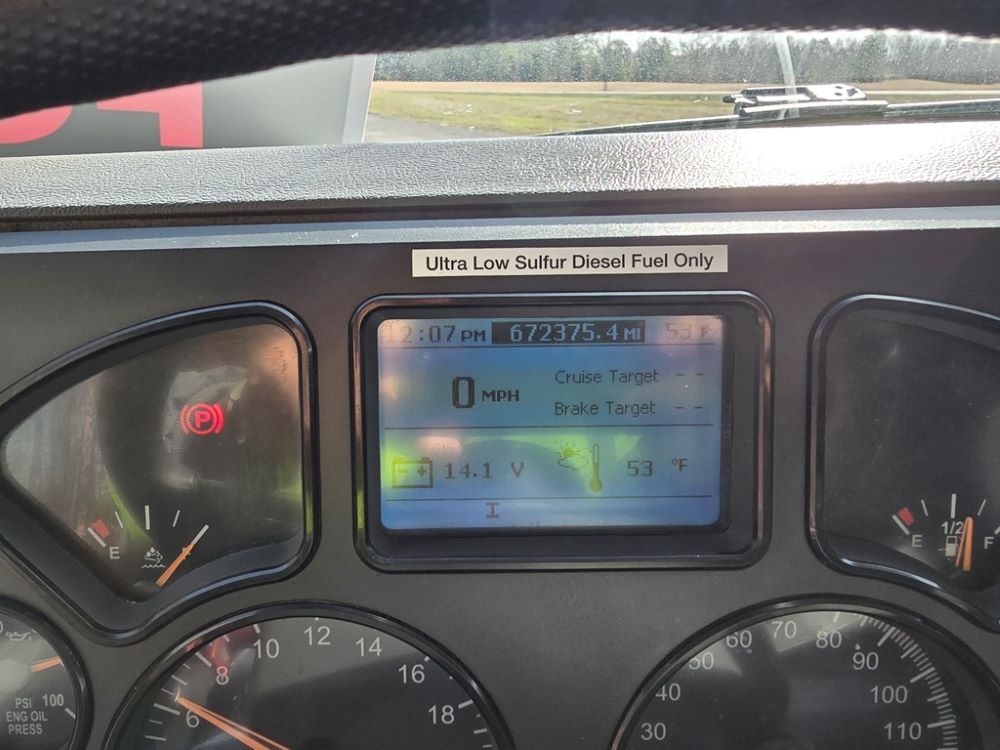 Ultra Low Sulfur Diesel Fuel Only
12:07 PM 672375.4 MI 53°F
0 MPH
Cruise Target - -
Brake Target - -
14.1 V 53 °F
I
P
E
E 1/2 F
PSI 100
ENG OIL
PRESS
6 8 10 12 14 16 18
30 40 50 60 70 80 90 100 110